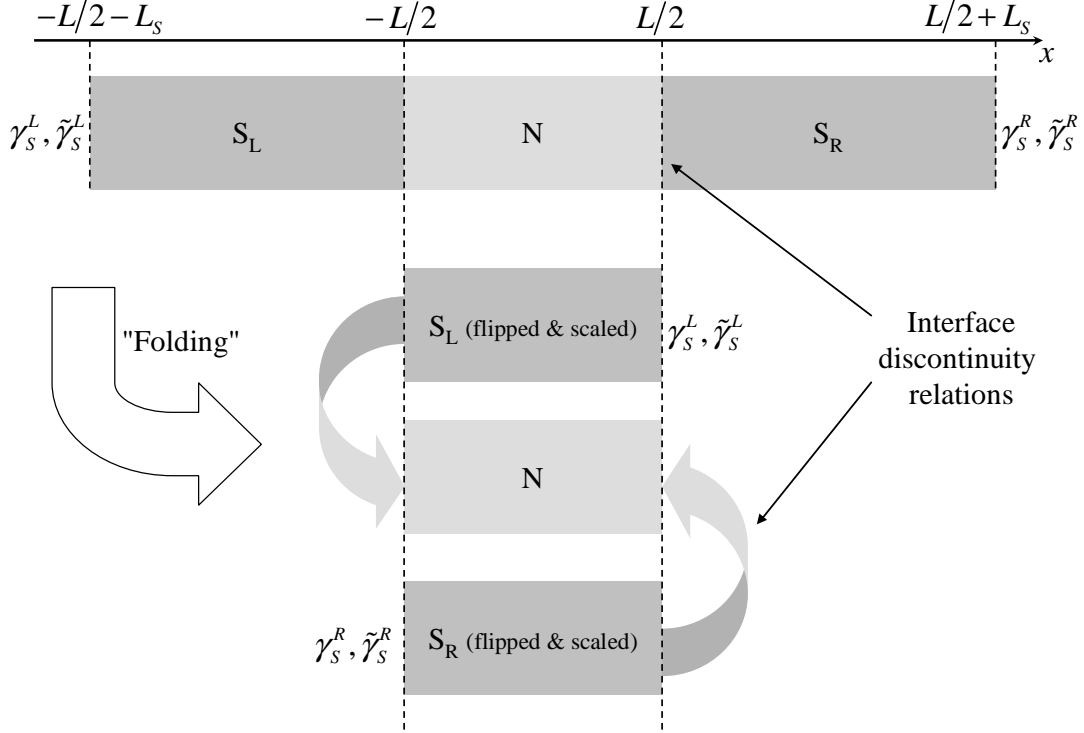 −L/2−L_S −L/2 L/2 L/2+L_S
x
γ_S^L, γ̃_S^L S_L N S_R γ_S^R, γ̃_S^R
"Folding"
S_L (flipped & scaled) γ_S^L, γ̃_S^L
Interface
discontinuity
relations
N
γ_S^R, γ̃_S^R S_R (flipped & scaled)